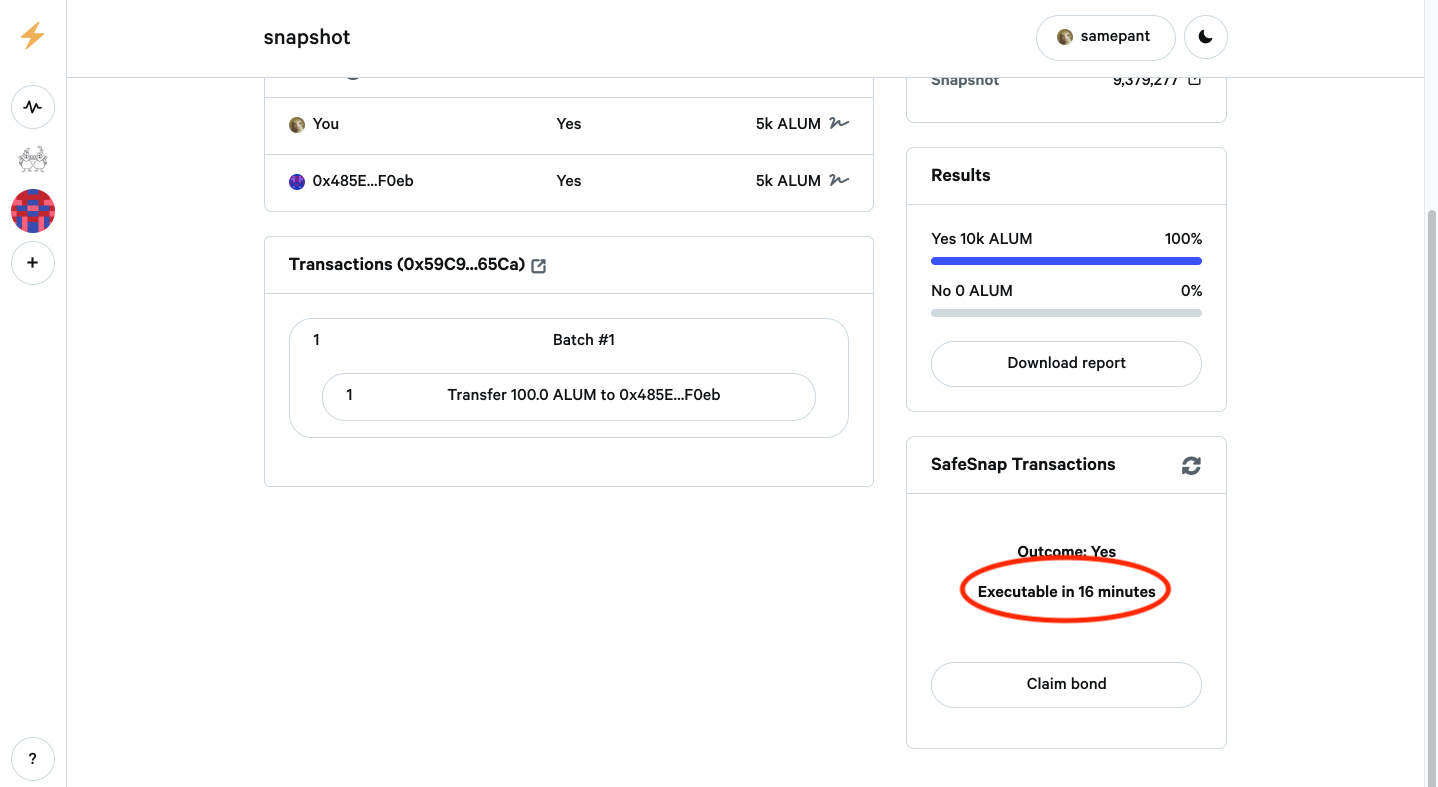 snapshot
samepant
Snapshot 9,379,277
You Yes 5k ALUM
0x485E...F0eb Yes 5k ALUM
Transactions (0x59C9...65Ca)
1 Batch #1
1 Transfer 100.0 ALUM to 0x485E...F0eb
Results
Yes 10k ALUM 100%
No 0 ALUM 0%
Download report
SafeSnap Transactions
Outcome: Yes
Executable in 16 minutes
Claim bond
+
?